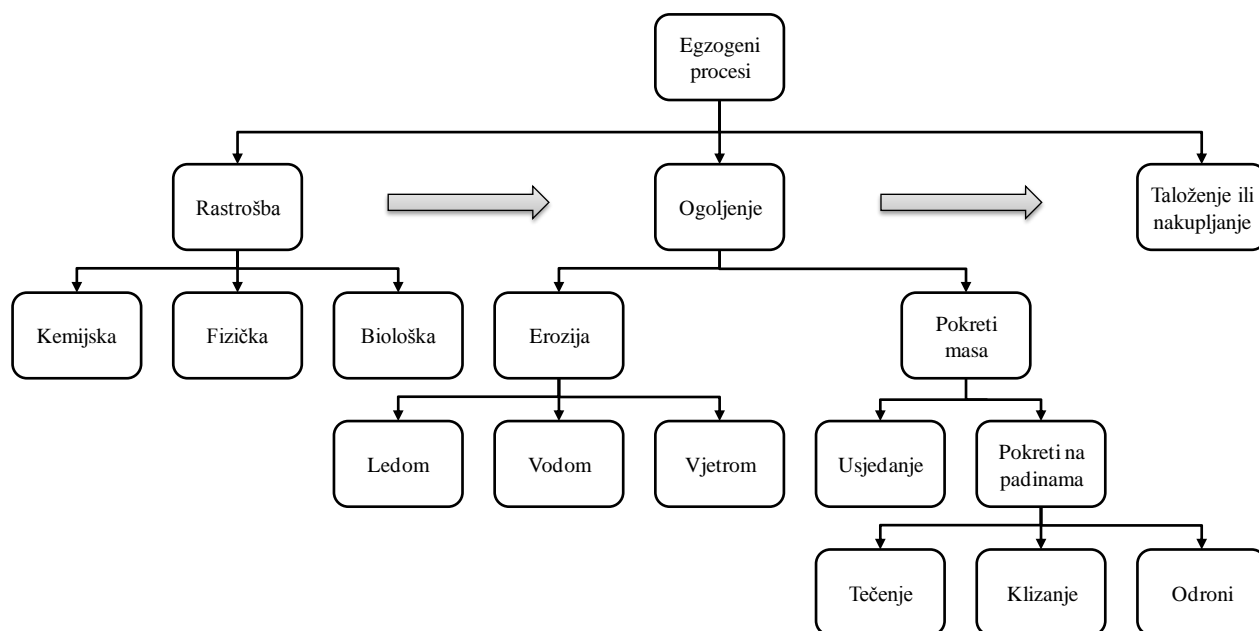 Egzogeni
procesi
Rastrošba
Ogoljenje
Taloženje ili
nakupljanje
Kemijska
Fizička
Biološka
Erozija
Pokreti
masa
Ledom
Vodom
Vjetrom
Usjedanje
Pokreti na
padinama
Tečenje
Klizanje
Odroni